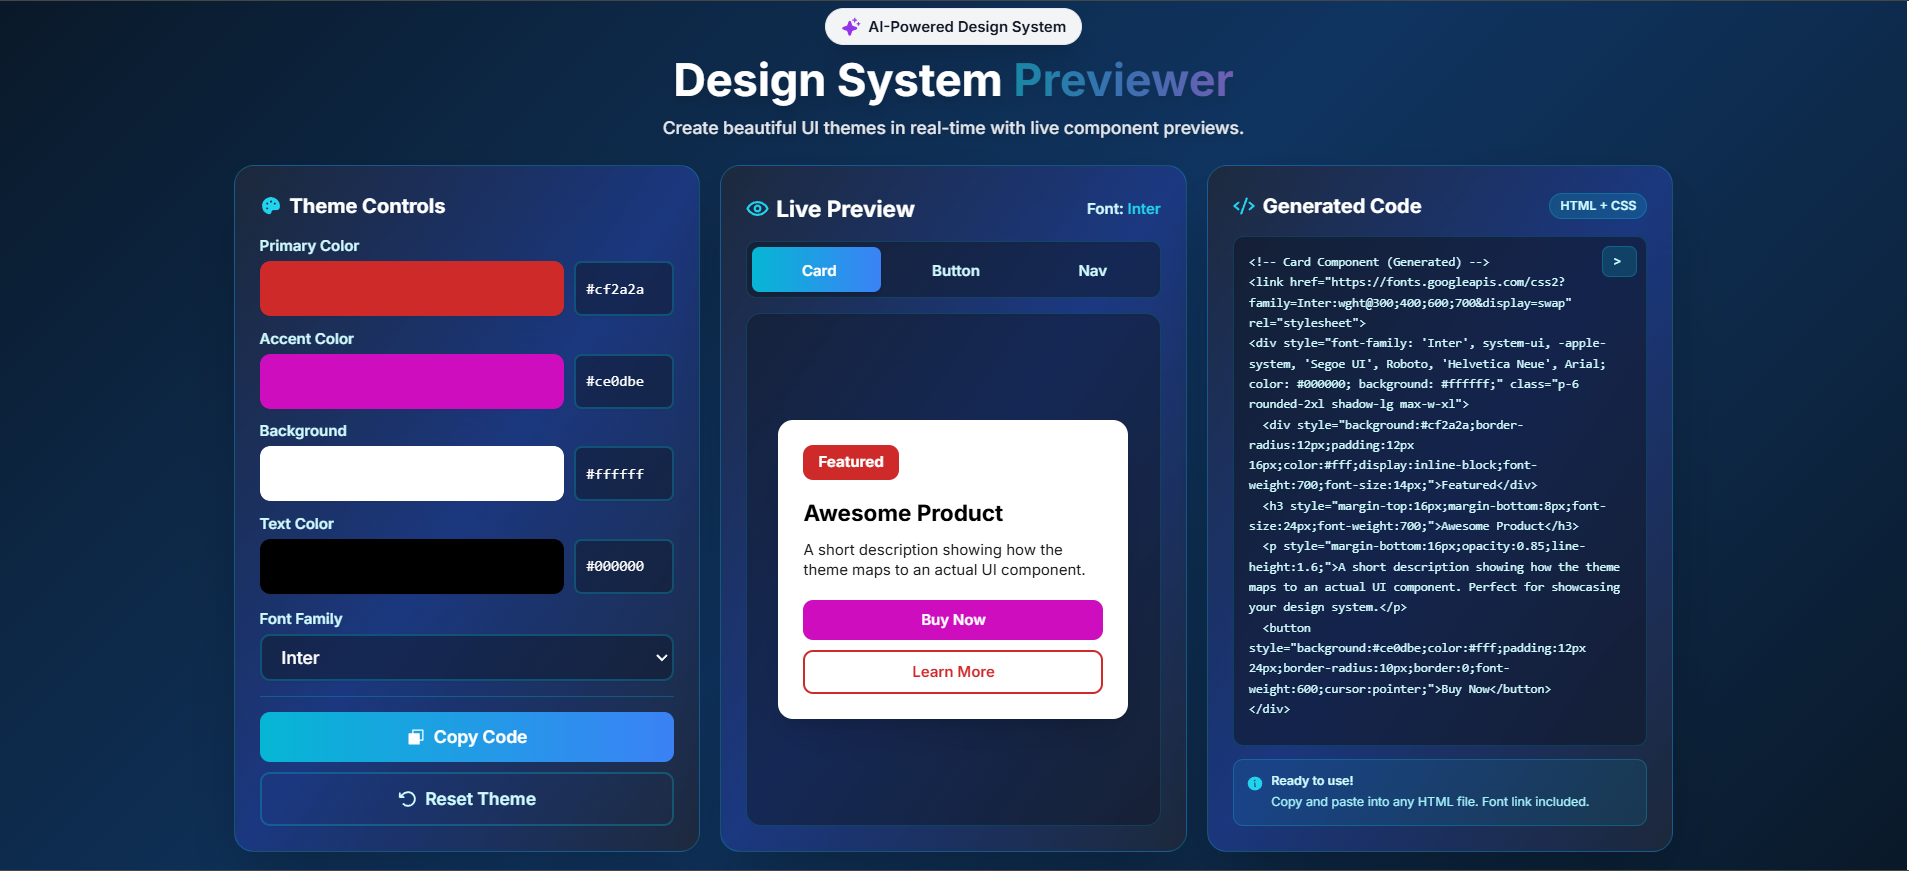 AI-Powered Design System
Design System Previewer
Create beautiful UI themes in real-time with live component previews.
Theme Controls
Primary Color
#cf2a2a
Accent Color
#ce0dbe
Background
#ffffff
Text Color
#000000
Font Family
Inter
Copy Code
Reset Theme
Live Preview
Font: Inter
Card Button Nav
Featured
Awesome Product
A short description showing how the
theme maps to an actual UI component.
Buy Now
Learn More
</> Generated Code
HTML + CSS
>
<!-- Card Component (Generated) -->
<link href="https://fonts.googleapis.com/css2?
family=Inter:wght@300;400;600;700&display=swap"
rel="stylesheet">
<div style="font-family: 'Inter', system-ui, -apple-
system, 'Segoe UI', Roboto, 'Helvetica Neue', Arial;
color: #000000; background: #ffffff;" class="p-6
rounded-2xl shadow-lg max-w-xl">
  <div style="background:#cf2a2a;border-
radius:12px;padding:12px
16px;color:#fff;display:inline-block;font-
weight:700;font-size:14px;">Featured</div>
  <h3 style="margin-top:16px;margin-bottom:8px;font-
size:24px;font-weight:700;">Awesome Product</h3>
  <p style="margin-bottom:16px;opacity:0.85;line-
height:1.6;">A short description showing how the theme
maps to an actual UI component. Perfect for showcasing
your design system.</p>
  <button
style="background:#ce0dbe;color:#fff;padding:12px
24px;border-radius:10px;border:0;font-
weight:600;cursor:pointer;">Buy Now</button>
</div>
Ready to use!
Copy and paste into any HTML file. Font link included.